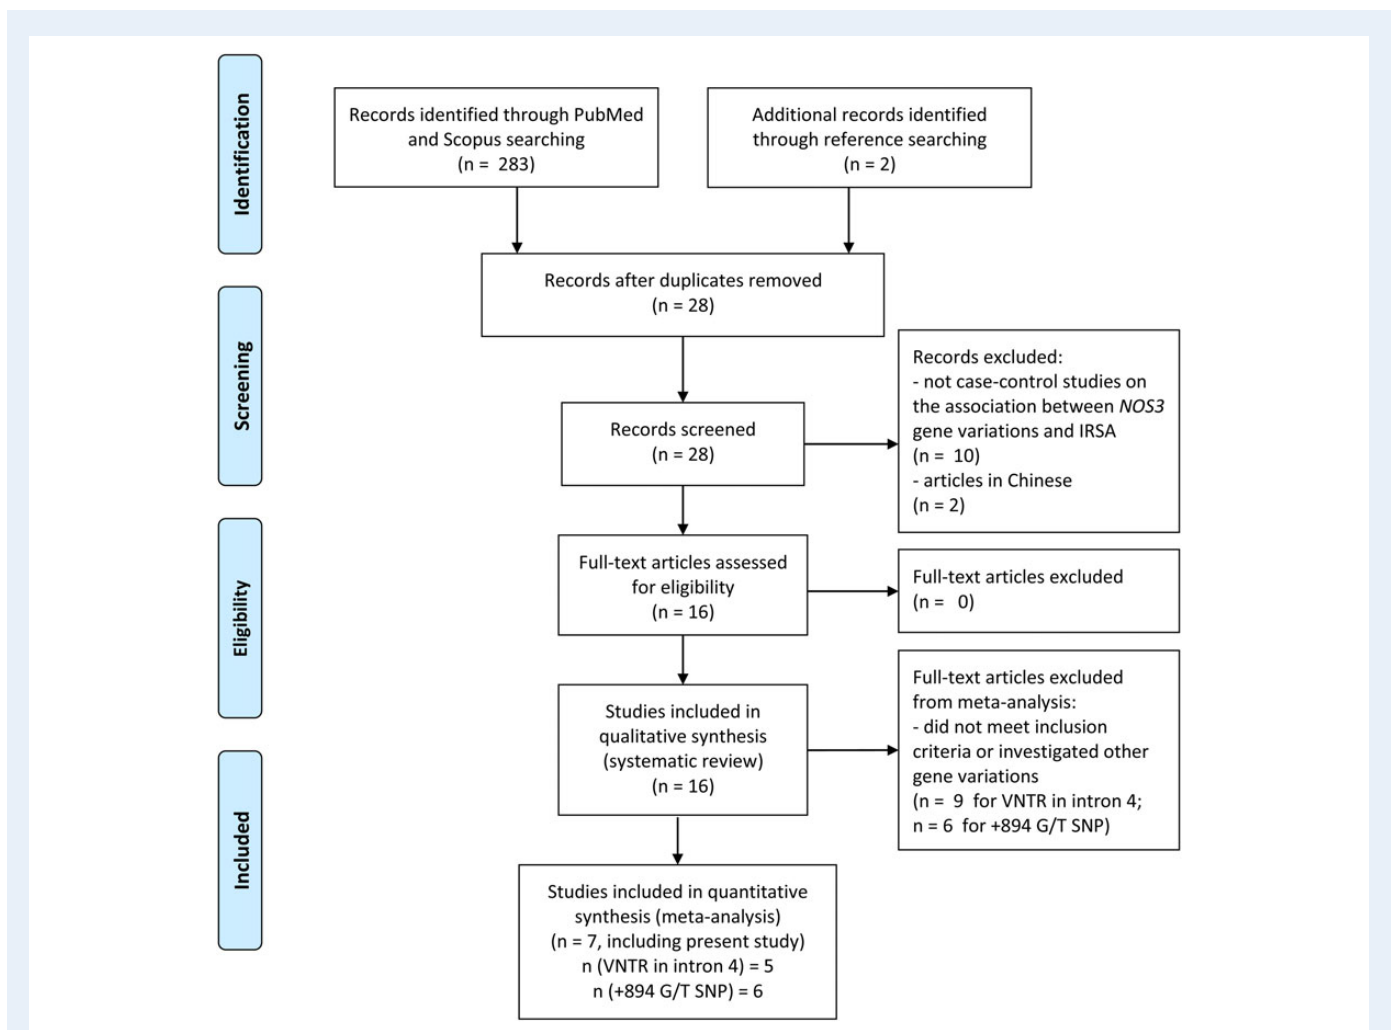 Identification
Records identified through PubMed
and Scopus searching
(n = 283)
Additional records identified
through reference searching
(n = 2)
Records after duplicates removed
(n = 28)
Screening
Records screened
(n = 28)
Records excluded:
- not case-control studies on
the association between NOS3
gene variations and IRSA
(n = 10)
- articles in Chinese
(n = 2)
Eligibility
Full-text articles assessed
for eligibility
(n = 16)
Full-text articles excluded
(n = 0)
Studies included in
qualitative synthesis
(systematic review)
(n = 16)
Full-text articles excluded
from meta-analysis:
- did not meet inclusion
criteria or investigated other
gene variations
(n = 9 for VNTR in intron 4;
n = 6 for +894 G/T SNP)
Included
Studies included in quantitative
synthesis (meta-analysis)
(n = 7, including present study)
n (VNTR in intron 4) = 5
n (+894 G/T SNP) = 6